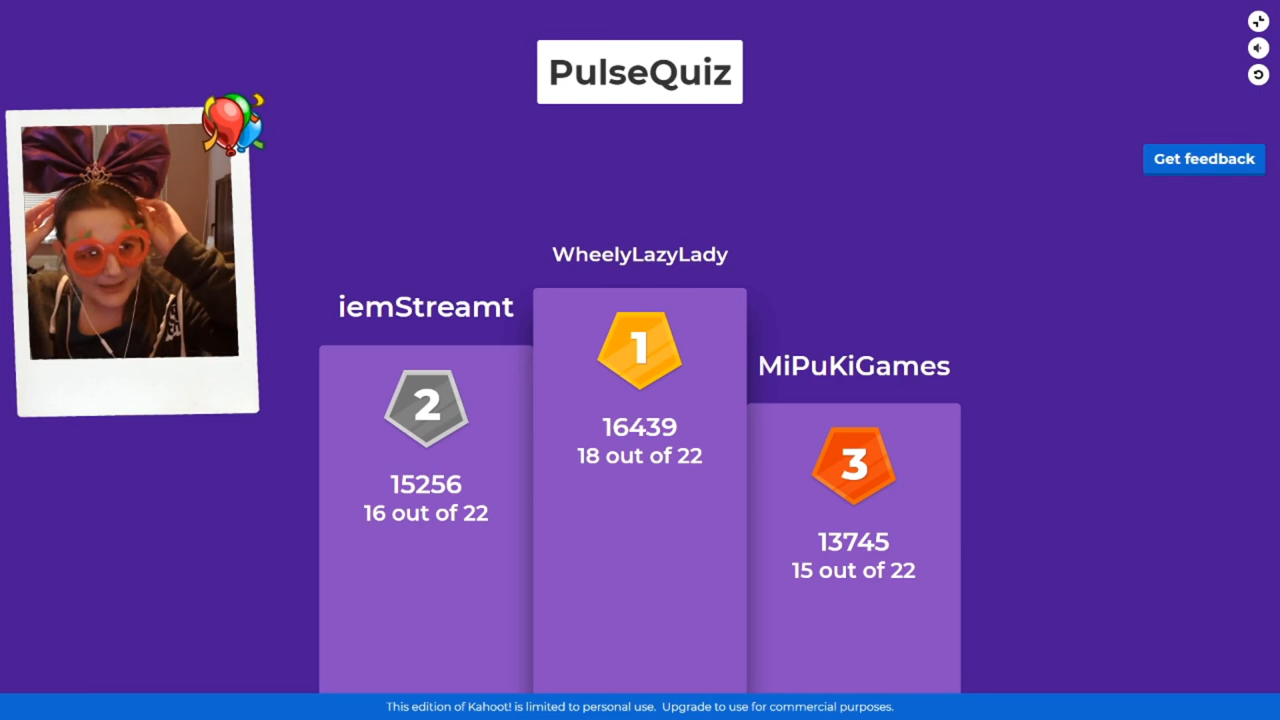 PulseQuiz
Get feedback
WheelyLazyLady
iemStreamt
MiPuKiGames
1
16439
18 out of 22
2
15256
16 out of 22
3
13745
15 out of 22
This edition of Kahoot! is limited to personal use. Upgrade to use for commercial purposes.